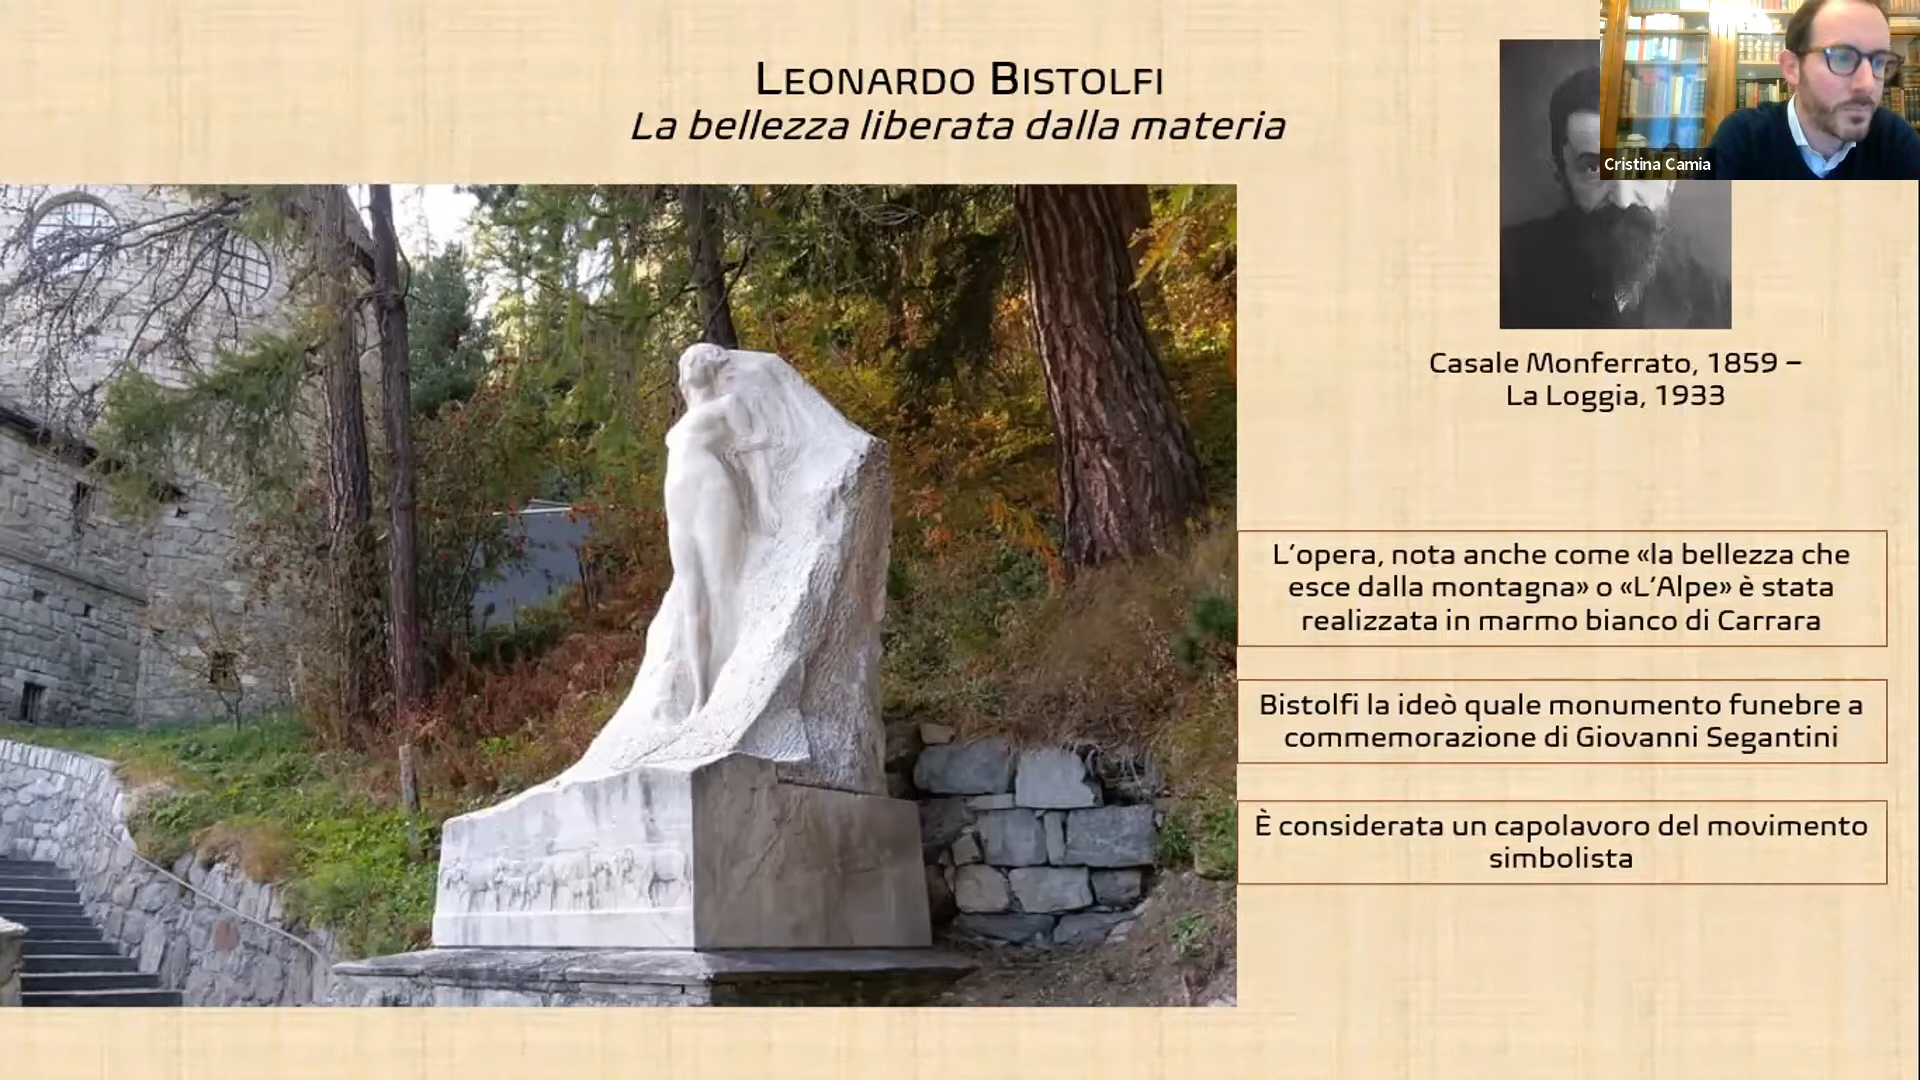 LEONARDO BISTOLFI
La bellezza liberata dalla materia
Cristina Camia
Casale Monferrato, 1859 –
La Loggia, 1933
L'opera, nota anche come «la bellezza che
esce dalla montagna» o «L'Alpe» è stata
realizzata in marmo bianco di Carrara
Bistolfi la ideò quale monumento funebre a
commemorazione di Giovanni Segantini
È considerata un capolavoro del movimento
simbolista